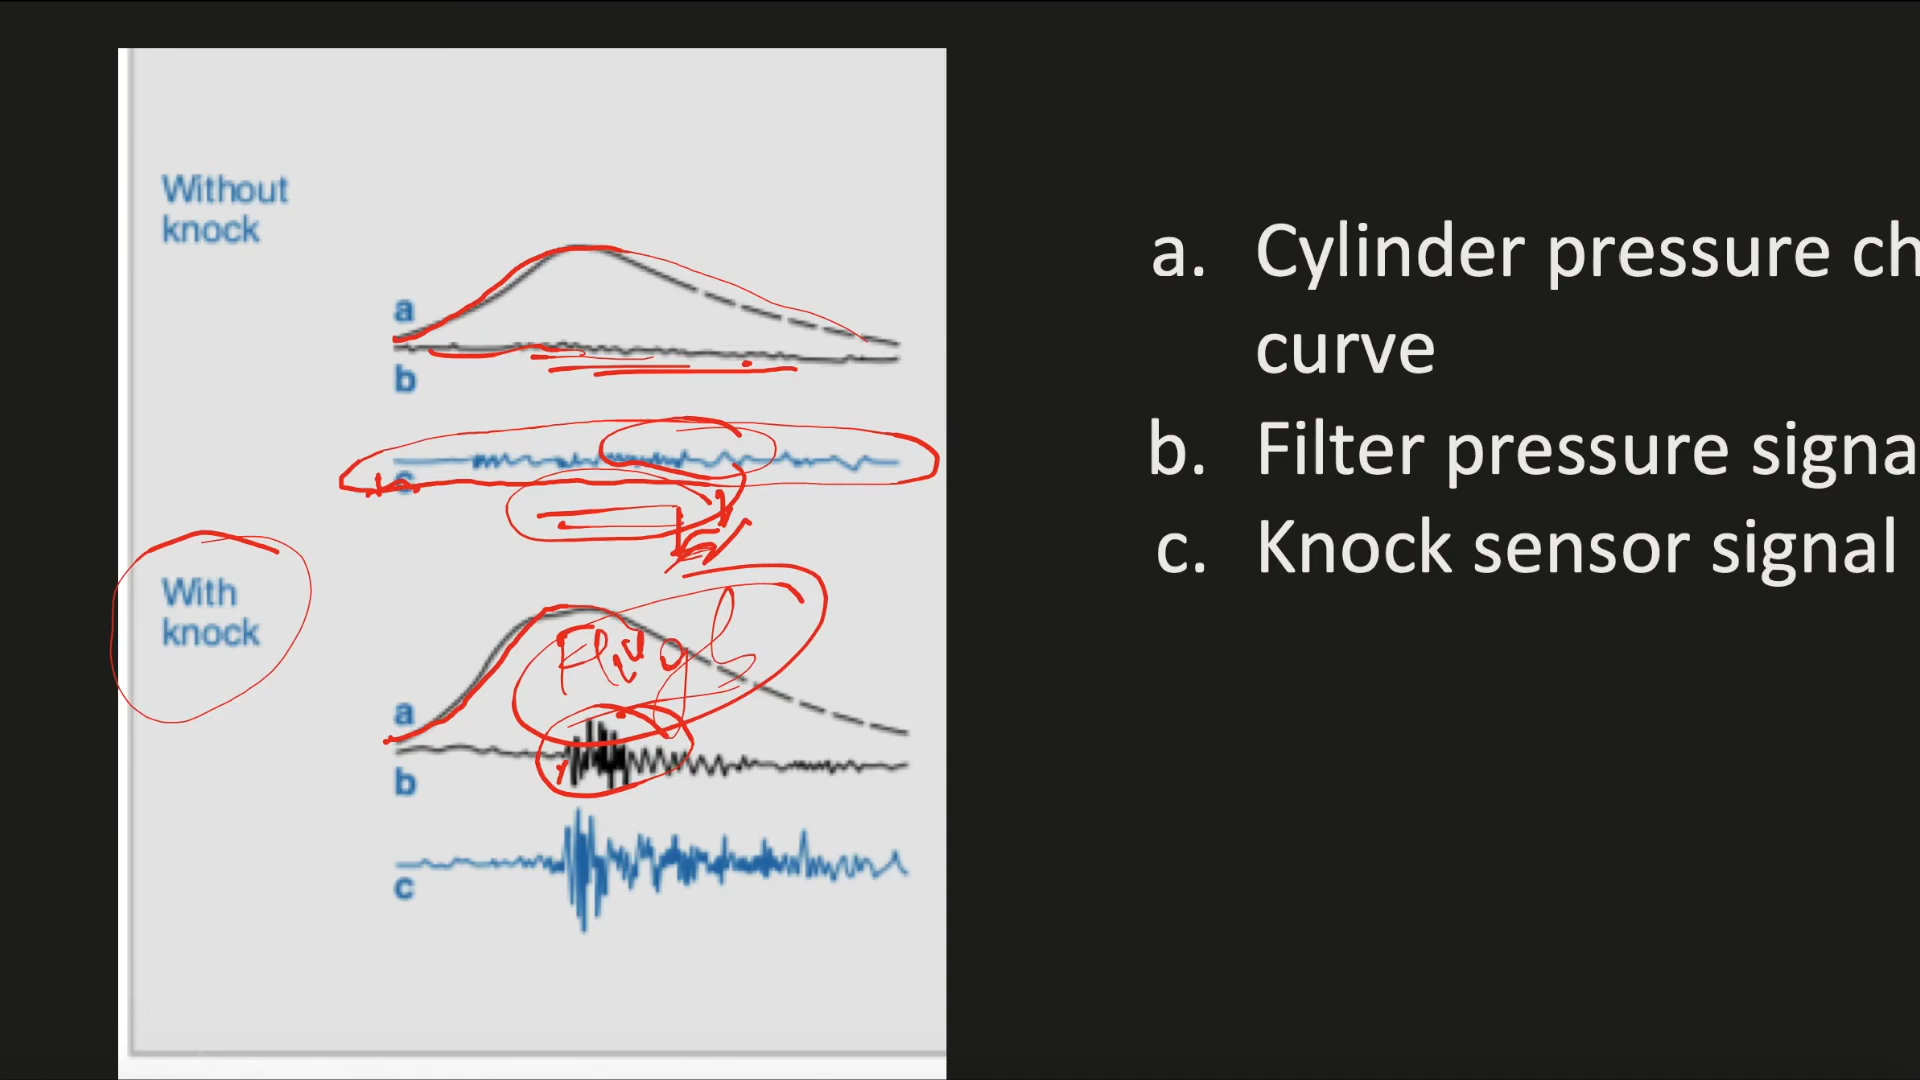 Without
knock
a
b
c
With
knock
a
b
c
a. Cylinder pressure ch
curve
b. Filter pressure signa
c. Knock sensor signal